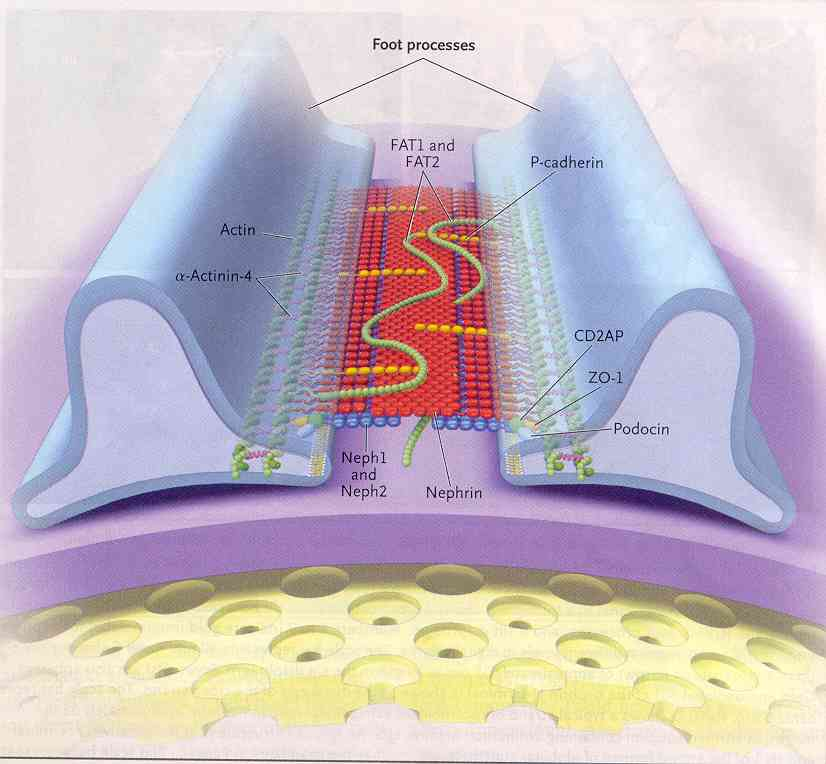 Foot processes
FAT1 and
FAT2
P-cadherin
Actin
α-Actinin-4
CD2AP
ZO-1
Podocin
Neph1
and
Neph2
Nephrin